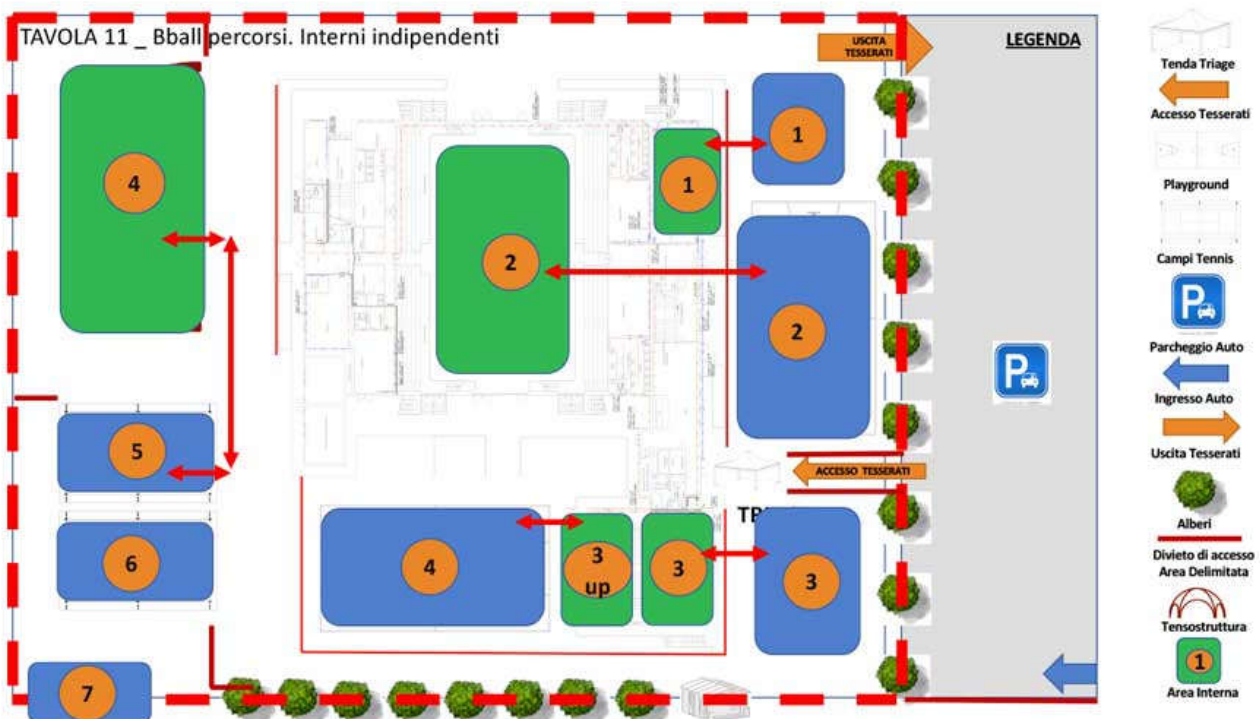 TAVOLA 11 _ Bball percorsi. Interni indipendenti
USCITA
TESSERATI
LEGENDA
Tenda Triage
Accesso Tesserati
Playground
Campi Tennis
P
Parcheggio Auto
Ingresso Auto
Uscita Tesserati
Alberi
Divieto di accesso
Area Delimitata
Tensostruttura
1
Area Interna
4
1
1
2
2
P
5
ACCESSO TESSERATI
6
4
3
up
3
3
7